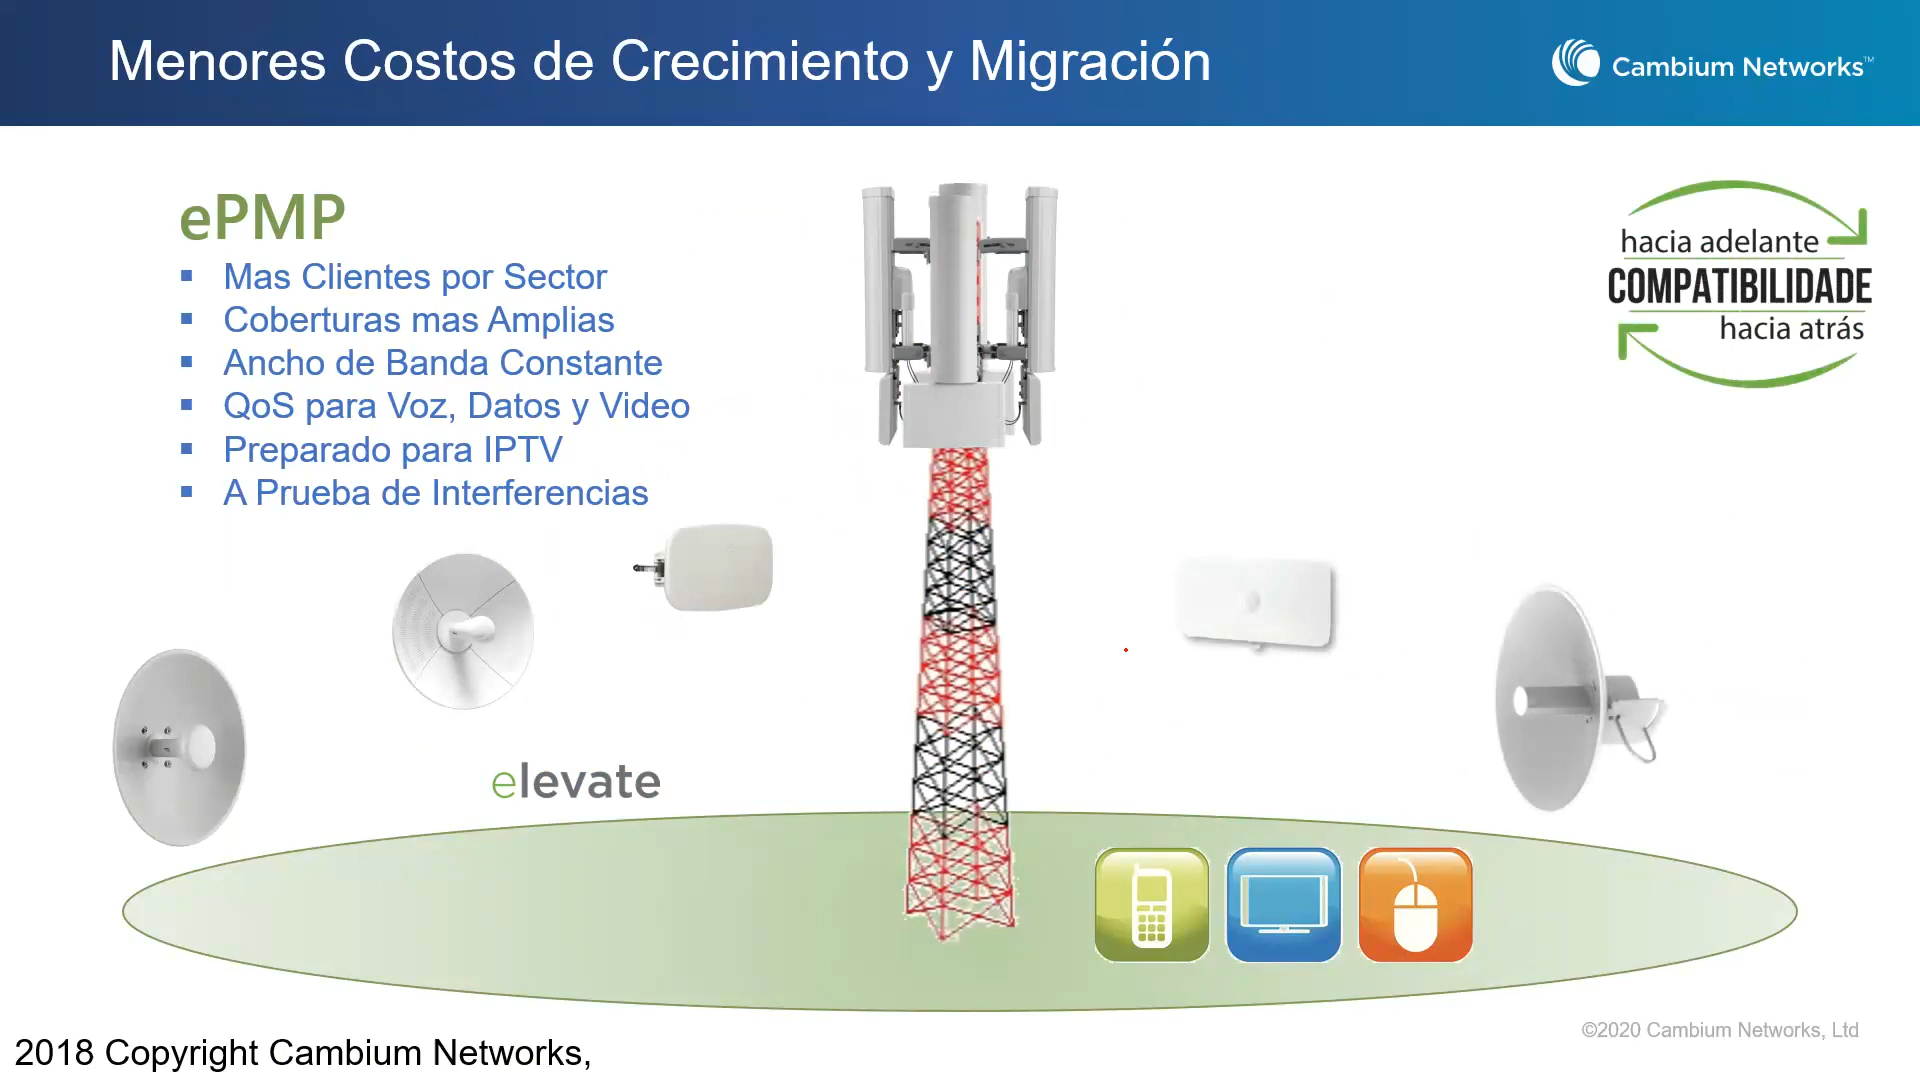 Menores Costos de Crecimiento y Migración
Cambium Networks™
ePMP
▪ Mas Clientes por Sector
▪ Coberturas mas Amplias
▪ Ancho de Banda Constante
▪ QoS para Voz, Datos y Video
▪ Preparado para IPTV
▪ A Prueba de Interferencias
hacia adelante
COMPATIBILIDADE
hacia atrás
elevate
©2020 Cambium Networks, Ltd
2018 Copyright Cambium Networks,